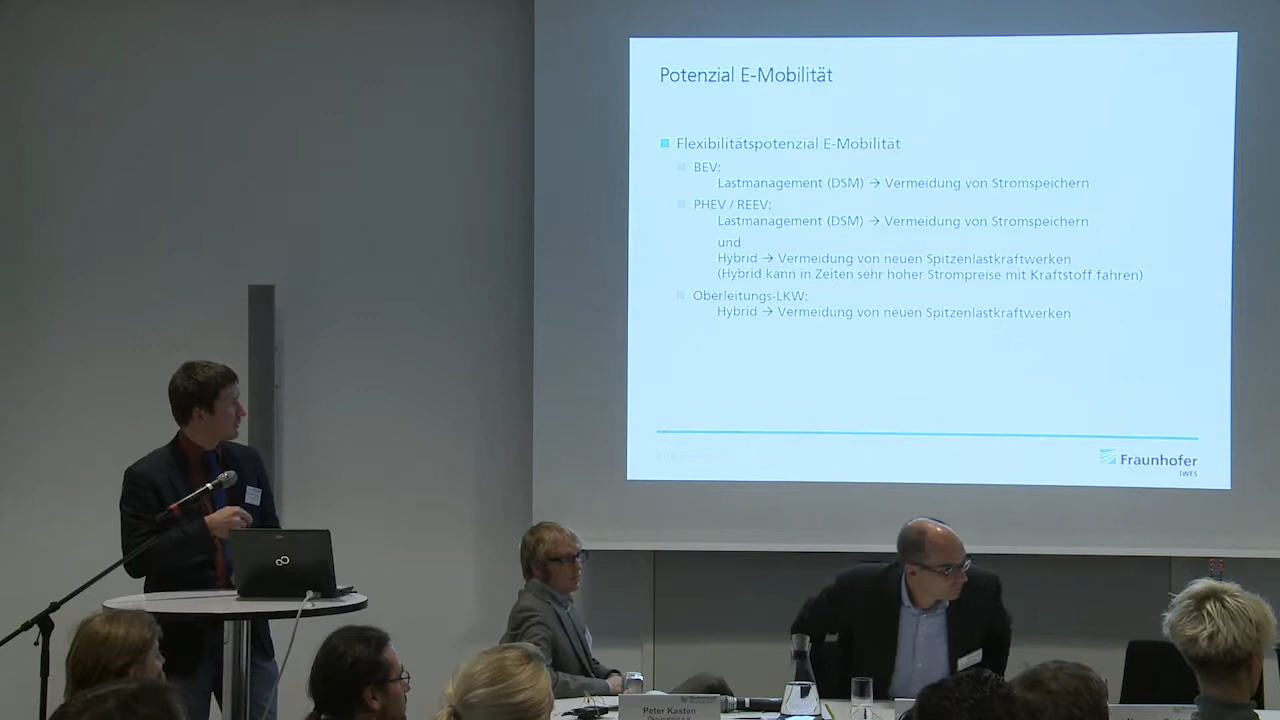 Potenzial E-Mobilität
Flexibilitätspotenzial E-Mobilität
BEV:
Lastmanagement (DSM) → Vermeidung von Stromspeichern
PHEV / REEV:
Lastmanagement (DSM) → Vermeidung von Stromspeichern
und
Hybrid → Vermeidung von neuen Spitzenlastkraftwerken
(Hybrid kann in Zeiten sehr hoher Strompreise mit Kraftstoff fahren)
Oberleitungs-LKW:
Hybrid → Vermeidung von neuen Spitzenlastkraftwerken
Fraunhofer
IWES
Peter Kasten